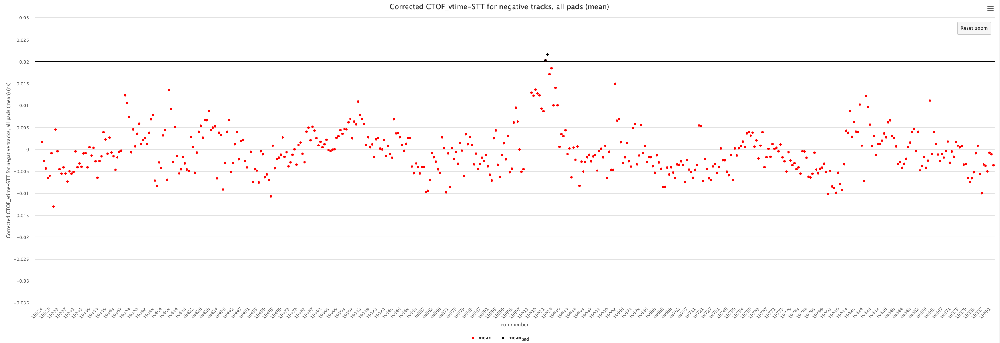 Corrected CTOF_vtime-STT for negative tracks, all pads (mean)
Reset zoom
Corrected CTOF_vtime-STT for negative tracks, all pads (mean) (ns)
0.03
0.025
0.02
0.015
0.01
0.005
0
-0.005
-0.01
-0.015
-0.02
-0.025
-0.03
-0.035
19324 19328 19333 19337 19341 19345 19349 19354 19359 19363 19367 19384 19388 19392 19399 19404 19409 19414 19418 19422 19426 19430 19434 19438 19442 19447 19451 19455 19459 19465 19469 19473 19478 19482 19487 19491 19495 19499 19503 19507 19513 19519 19523 19528 19540 19545 19549 19553 19557 19562 19566 19571 19575 19579 19583 19587 19591 19595 19599 19603 19607 19611 19616 19621 19626 19630 19634 19638 19643 19647 19651 19656 19662 19666 19671 19679 19685 19690 19695 19699 19703 19707 19711 19721 19727 19731 19746 19750 19754 19758 19763 19767 19771 19775 19779 19783 19788 19795 19799 19803 19810 19814 19820 19824 19828 19832 19836 19840 19844 19848 19852 19856 19863 19867 19871 19875 19879 19883 19887 19891
run number
mean meanbad